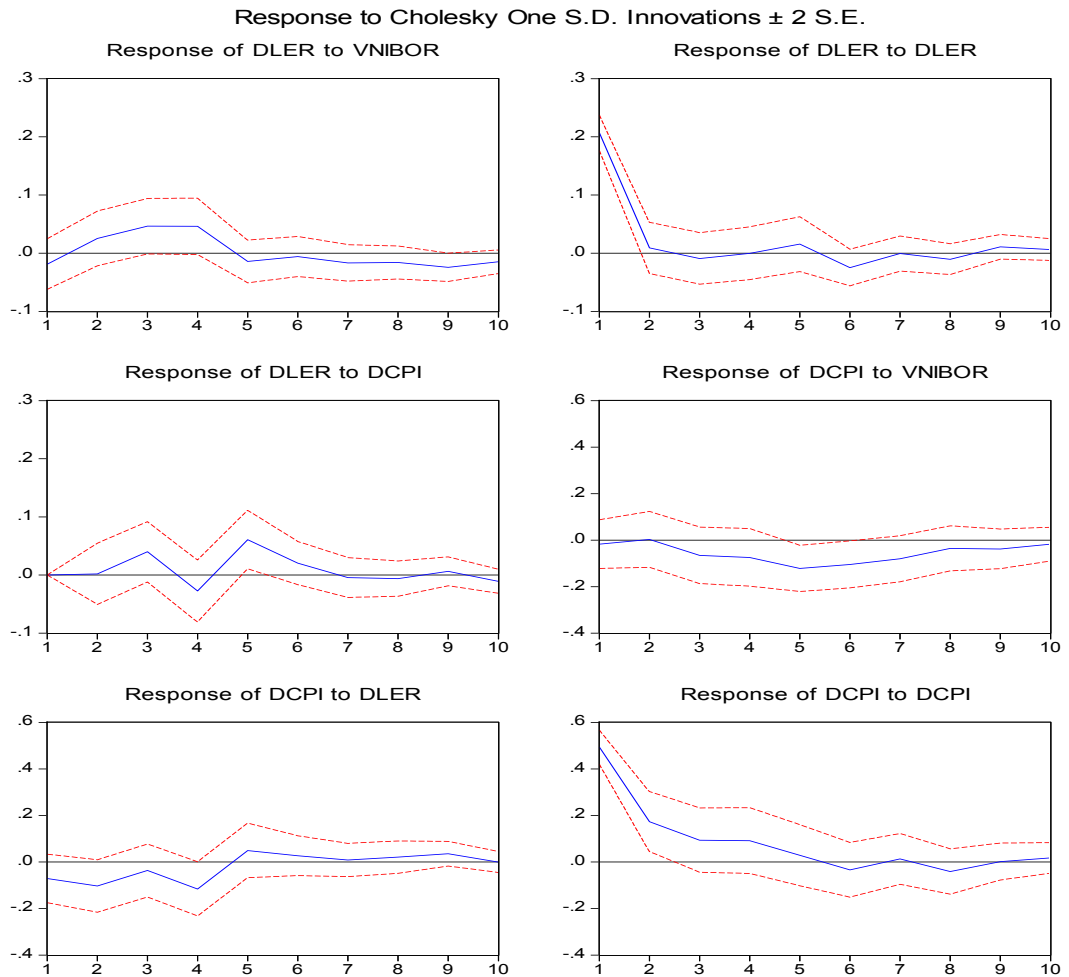 Response to Cholesky One S.D. Innovations ± 2 S.E.
Response of DLER to VNIBOR
.3
.2
.1
.0
-.1
1 2 3 4 5 6 7 8 9 10
Response of DLER to DLER
.3
.2
.1
.0
-.1
1 2 3 4 5 6 7 8 9 10
Response of DLER to DCPI
.3
.2
.1
.0
-.1
1 2 3 4 5 6 7 8 9 10
Response of DCPI to VNIBOR
.6
.4
.2
.0
-.2
-.4
1 2 3 4 5 6 7 8 9 10
Response of DCPI to DLER
.6
.4
.2
.0
-.2
-.4
1 2 3 4 5 6 7 8 9 10
Response of DCPI to DCPI
.6
.4
.2
.0
-.2
-.4
1 2 3 4 5 6 7 8 9 10